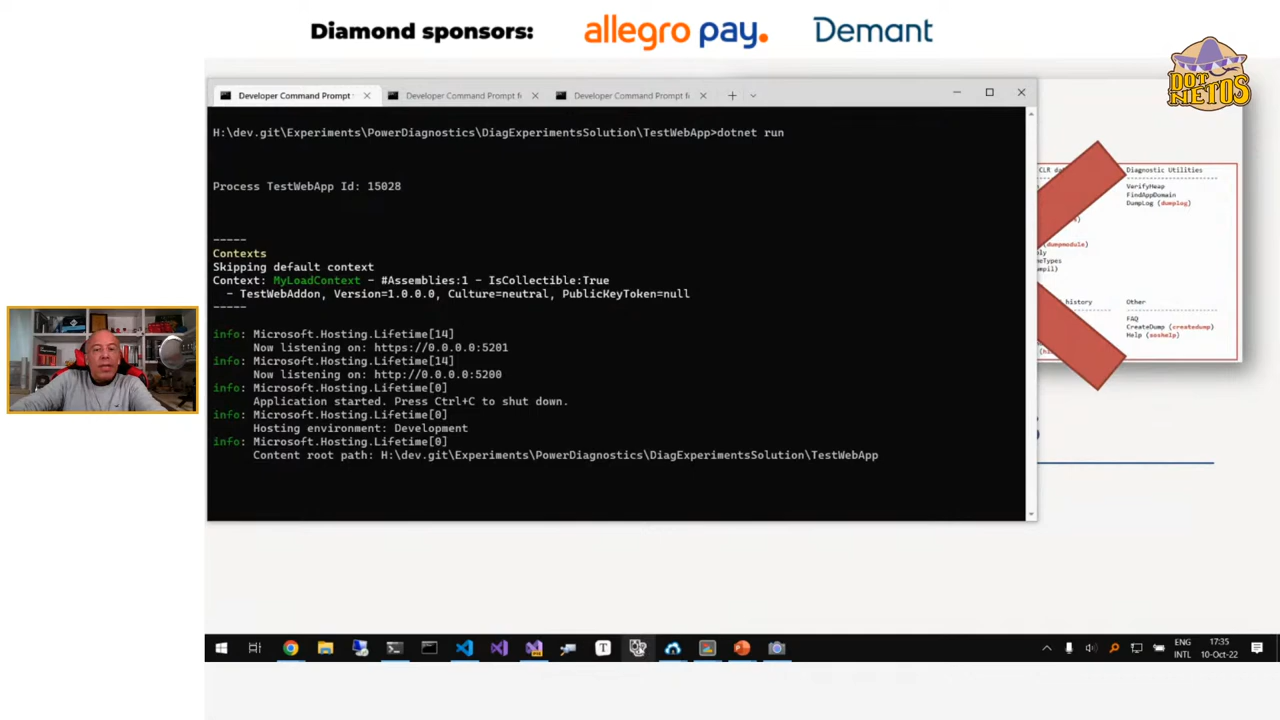 Diamond sponsors:
allegro pay.
Demant
DOT
NIETOS
Developer Command Prompt
Developer Command Prompt fo
Developer Command Prompt fo
H:\dev.git\Experiments\PowerDiagnostics\DiagExperimentsSolution\TestWebApp>dotnet run
Process TestWebApp Id: 15028
-----
Contexts
Skipping default context
Context: MyLoadContext - #Assemblies:1 - IsCollectible:True
- TestWebAddon, Version=1.0.0.0, Culture=neutral, PublicKeyToken=null
-----
info: Microsoft.Hosting.Lifetime[14]
Now listening on: https://0.0.0.0:5201
info: Microsoft.Hosting.Lifetime[14]
Now listening on: http://0.0.0.0:5200
info: Microsoft.Hosting.Lifetime[0]
Application started. Press Ctrl+C to shut down.
info: Microsoft.Hosting.Lifetime[0]
Hosting environment: Development
info: Microsoft.Hosting.Lifetime[0]
Content root path: H:\dev.git\Experiments\PowerDiagnostics\DiagExperimentsSolution\TestWebApp
CLR da
Diagnostic Utilities
VerifyHeap
FindAppDomain
DumpLog (dumplog)
(dumpmodule)
history
Other
FAQ
CreateDump (createdump)
Help (soshelp)
ENG
INTL
17:35
10-Oct-22